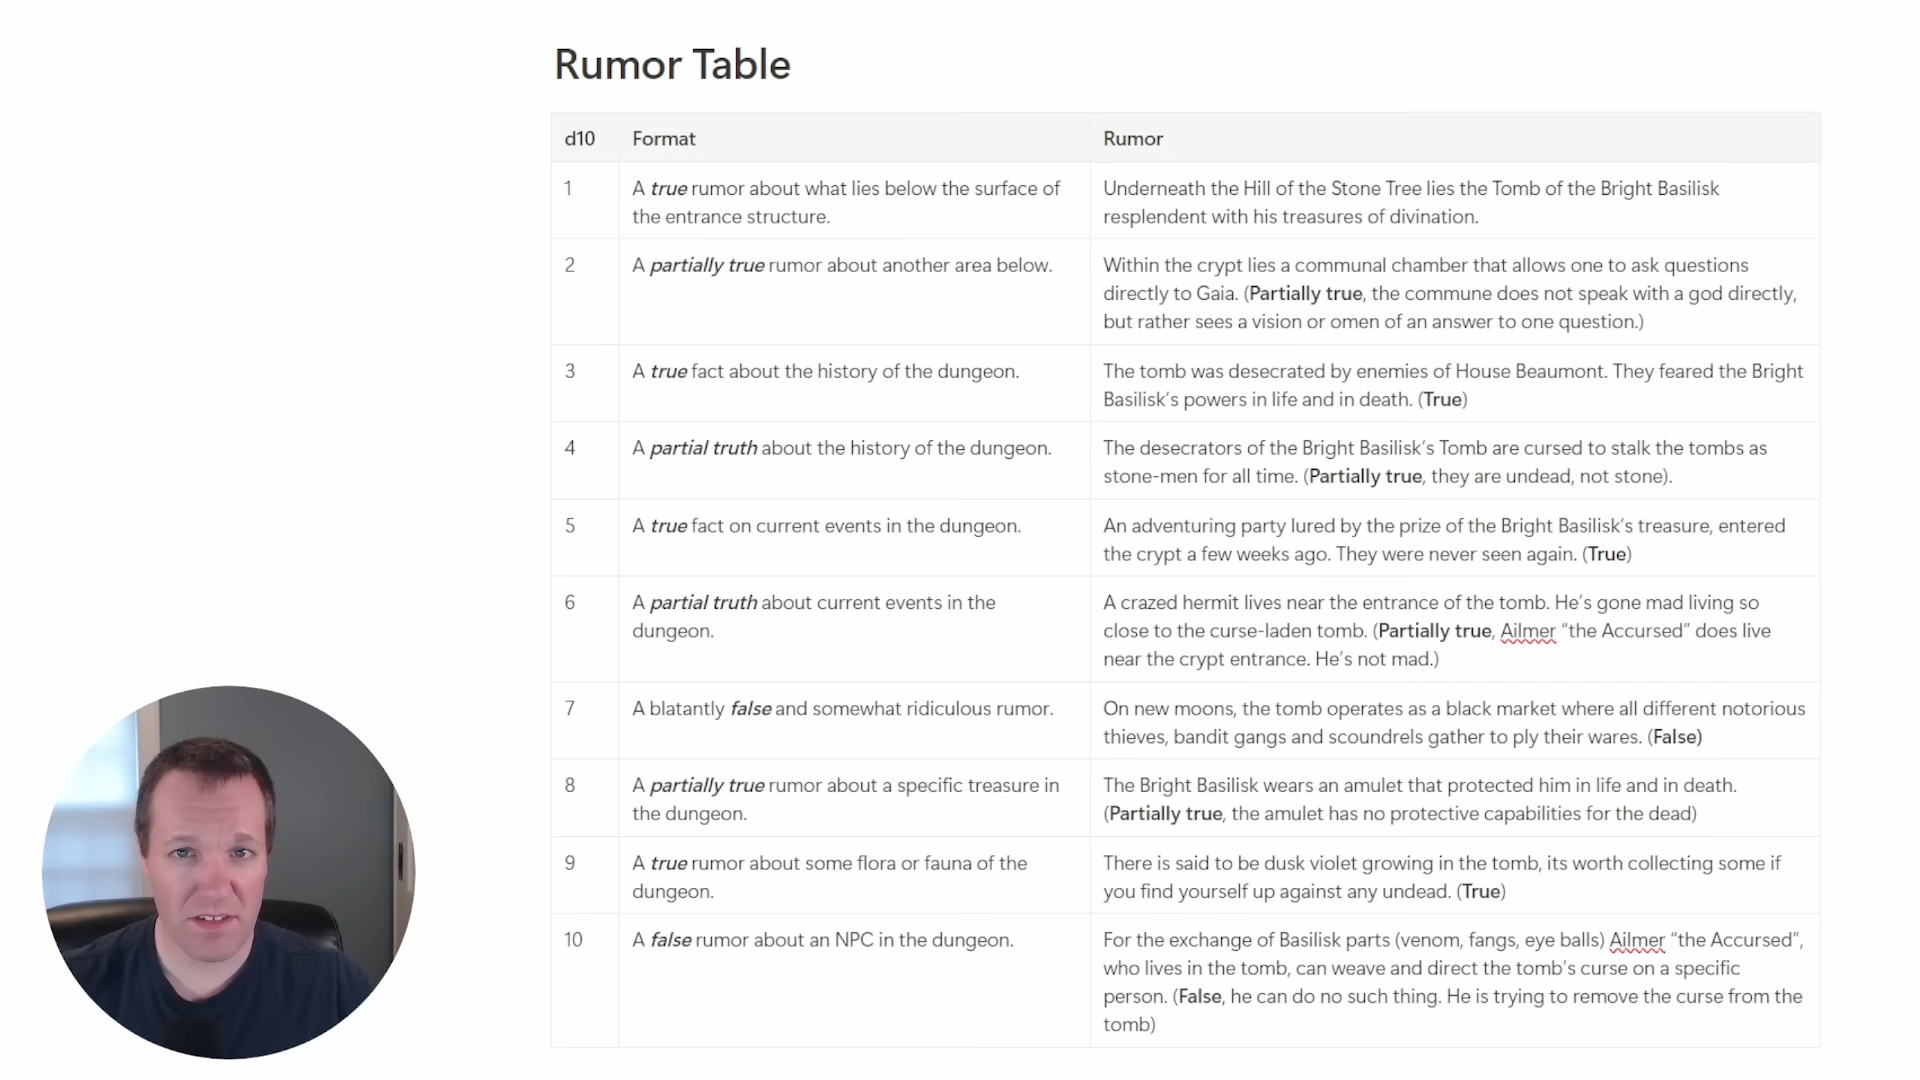 Rumor Table
d10 Format Rumor
1 A true rumor about what lies below the surface of the entrance structure. Underneath the Hill of the Stone Tree lies the Tomb of the Bright Basilisk resplendent with his treasures of divination.
2 A partially true rumor about another area below. Within the crypt lies a communal chamber that allows one to ask questions directly to Gaia. (Partially true, the commune does not speak with a god directly, but rather sees a vision or omen of an answer to one question.)
3 A true fact about the history of the dungeon. The tomb was desecrated by enemies of House Beaumont. They feared the Bright Basilisk’s powers in life and in death. (True)
4 A partial truth about the history of the dungeon. The desecrators of the Bright Basilisk’s Tomb are cursed to stalk the tombs as stone-men for all time. (Partially true, they are undead, not stone).
5 A true fact on current events in the dungeon. An adventuring party lured by the prize of the Bright Basilisk’s treasure, entered the crypt a few weeks ago. They were never seen again. (True)
6 A partial truth about current events in the dungeon. A crazed hermit lives near the entrance of the tomb. He’s gone mad living so close to the curse-laden tomb. (Partially true, Ailmer “the Accursed” does live near the crypt entrance. He’s not mad.)
7 A blatantly false and somewhat ridiculous rumor. On new moons, the tomb operates as a black market where all different notorious thieves, bandit gangs and scoundrels gather to ply their wares. (False)
8 A partially true rumor about a specific treasure in the dungeon. The Bright Basilisk wears an amulet that protected him in life and in death. (Partially true, the amulet has no protective capabilities for the dead)
9 A true rumor about some flora or fauna of the dungeon. There is said to be dusk violet growing in the tomb, its worth collecting some if you find yourself up against any undead. (True)
10 A false rumor about an NPC in the dungeon. For the exchange of Basilisk parts (venom, fangs, eye balls) Ailmer “the Accursed”, who lives in the tomb, can weave and direct the tomb’s curse on a specific person. (False, he can do no such thing. He is trying to remove the curse from the tomb)